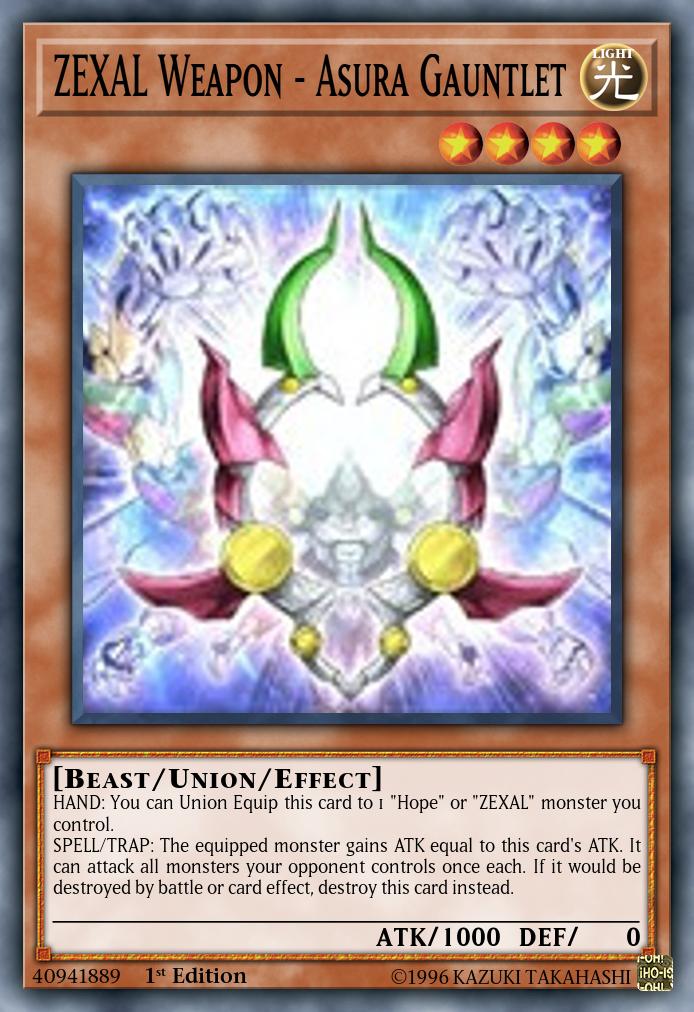 ZEXAL Weapon - Asura Gauntlet
LIGHT
光
[Beast/Union/Effect]
HAND: You can Union Equip this card to 1 "Hope" or "ZEXAL" monster you
control.
SPELL/TRAP: The equipped monster gains ATK equal to this card's ATK. It
can attack all monsters your opponent controls once each. If it would be
destroyed by battle or card effect, destroy this card instead.
ATK/1000 DEF/ 0
40941889 1st Edition ©1996 KAZUKI TAKAHASHI